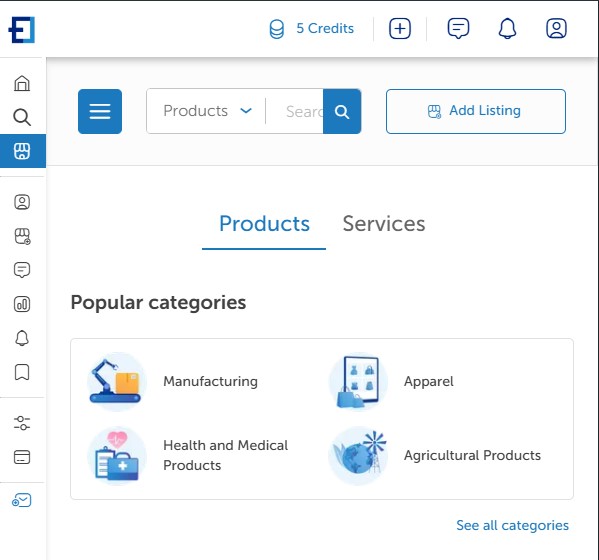 5 Credits
Products
Add Listing
Products Services
Popular categories
Manufacturing
Apparel
Health and Medical
Products
Agricultural Products
See all categories